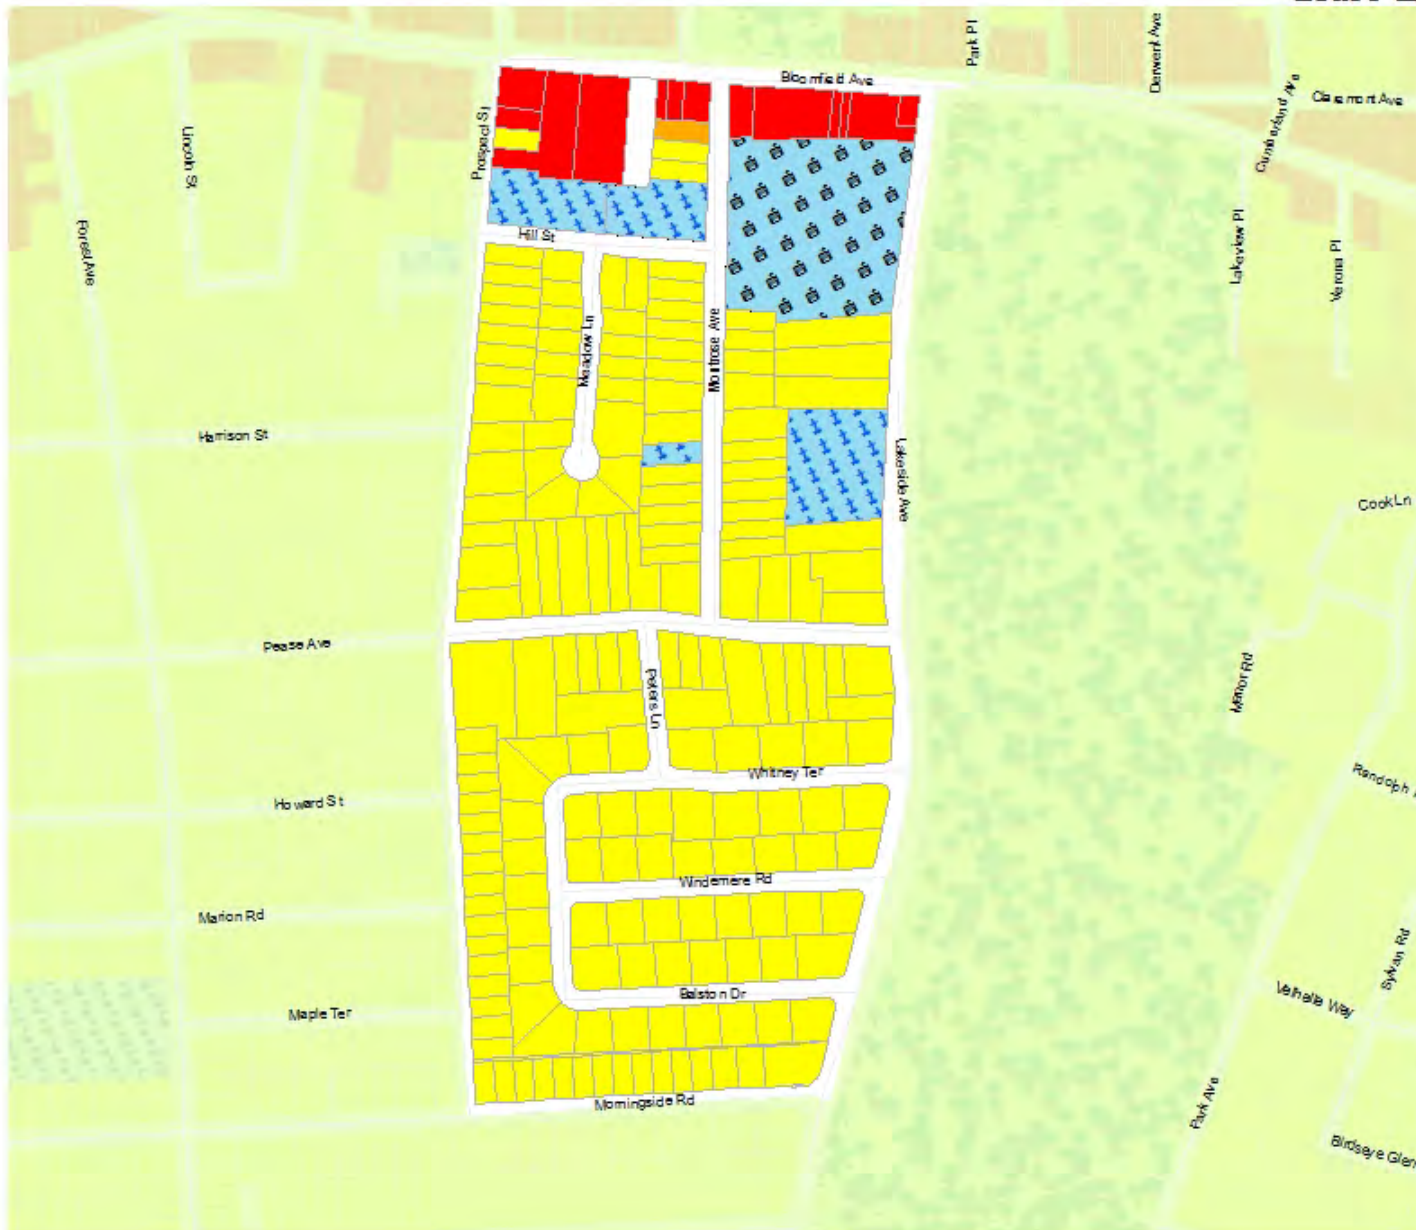 Park Pl
Derwent Ave
Bloomfield Ave
Claremont Ave
Cumberland Ave
Prospect St
Lincoln St
Forest Ave
Hill St
Lakeview Pl
Verona Pl
Meadow Ln
Montrose Ave
Harrison St
Lakeside Ave
Cook Ln
Pease Ave
Peters Ln
Manor Rd
Whitney Ter
Randolph
Howard St
Windemere Rd
Marion Rd
Sylvan Rd
Balston Dr
Valhalla Way
Maple Ter
Morningside Rd
Park Ave
Birdseye Glen